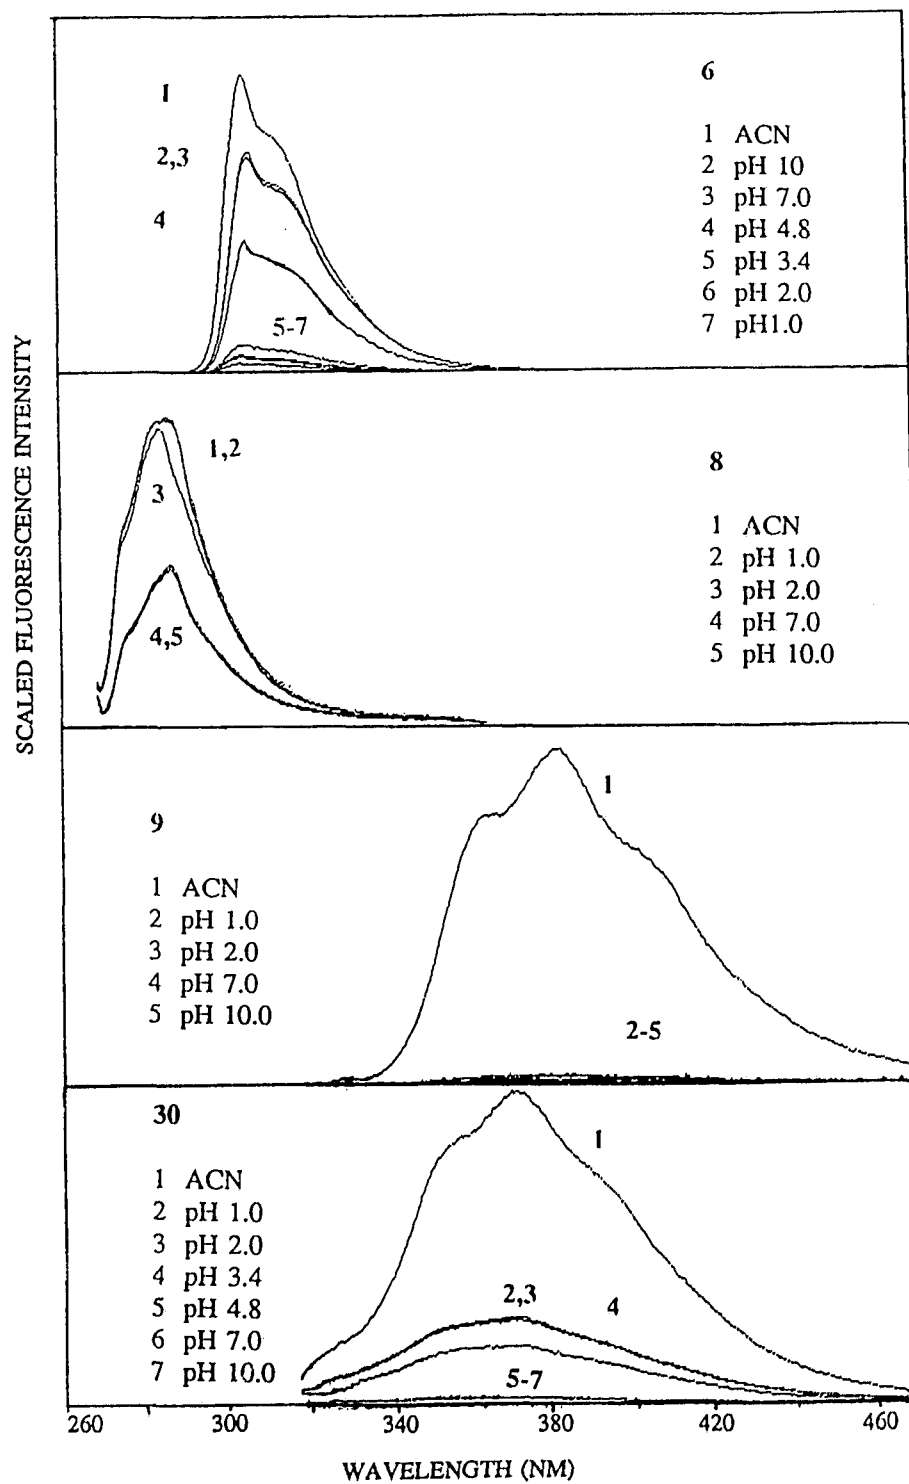 SCALED FLUORESCENCE INTENSITY
1
2,3
4
5-7
6
1 ACN
2 pH 10
3 pH 7.0
4 pH 4.8
5 pH 3.4
6 pH 2.0
7 pH1.0
1,2
3
4,5
8
1 ACN
2 pH 1.0
3 pH 2.0
4 pH 7.0
5 pH 10.0
9
1 ACN
2 pH 1.0
3 pH 2.0
4 pH 7.0
5 pH 10.0
1
2-5
30
1 ACN
2 pH 1.0
3 pH 2.0
4 pH 3.4
5 pH 4.8
6 pH 7.0
7 pH 10.0
1
2,3
4
5-7
260 300 340 380 420 460
WAVELENGTH (NM)